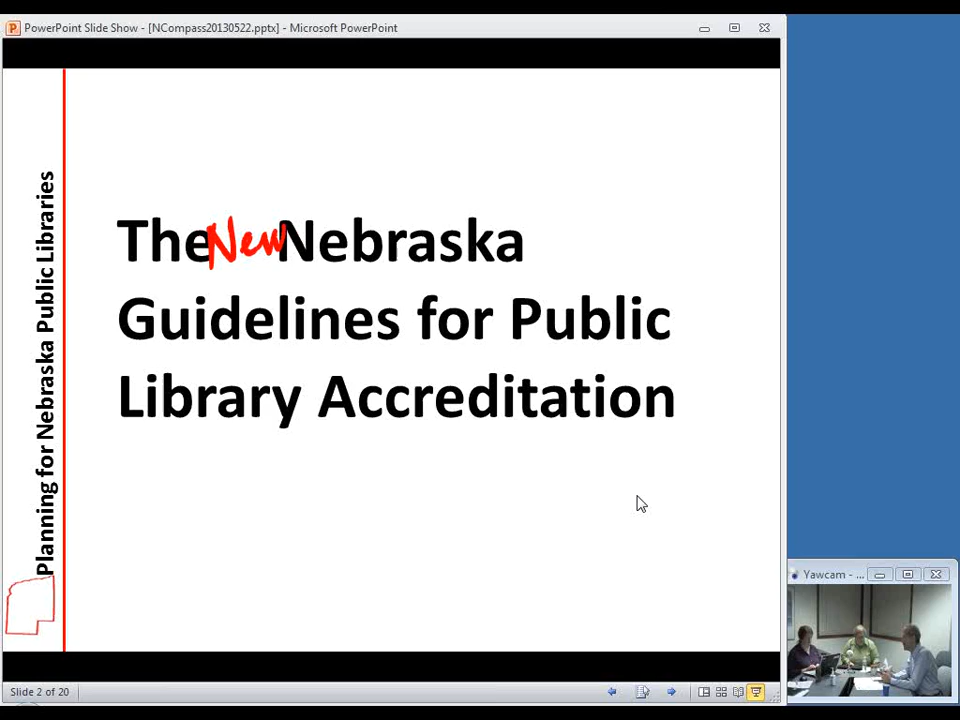 PowerPoint Slide Show - [NCompass20130522.pptx] - Microsoft PowerPoint
Planning for Nebraska Public Libraries
The New Nebraska
Guidelines for Public
Library Accreditation
Yawcam - ...
Slide 2 of 20